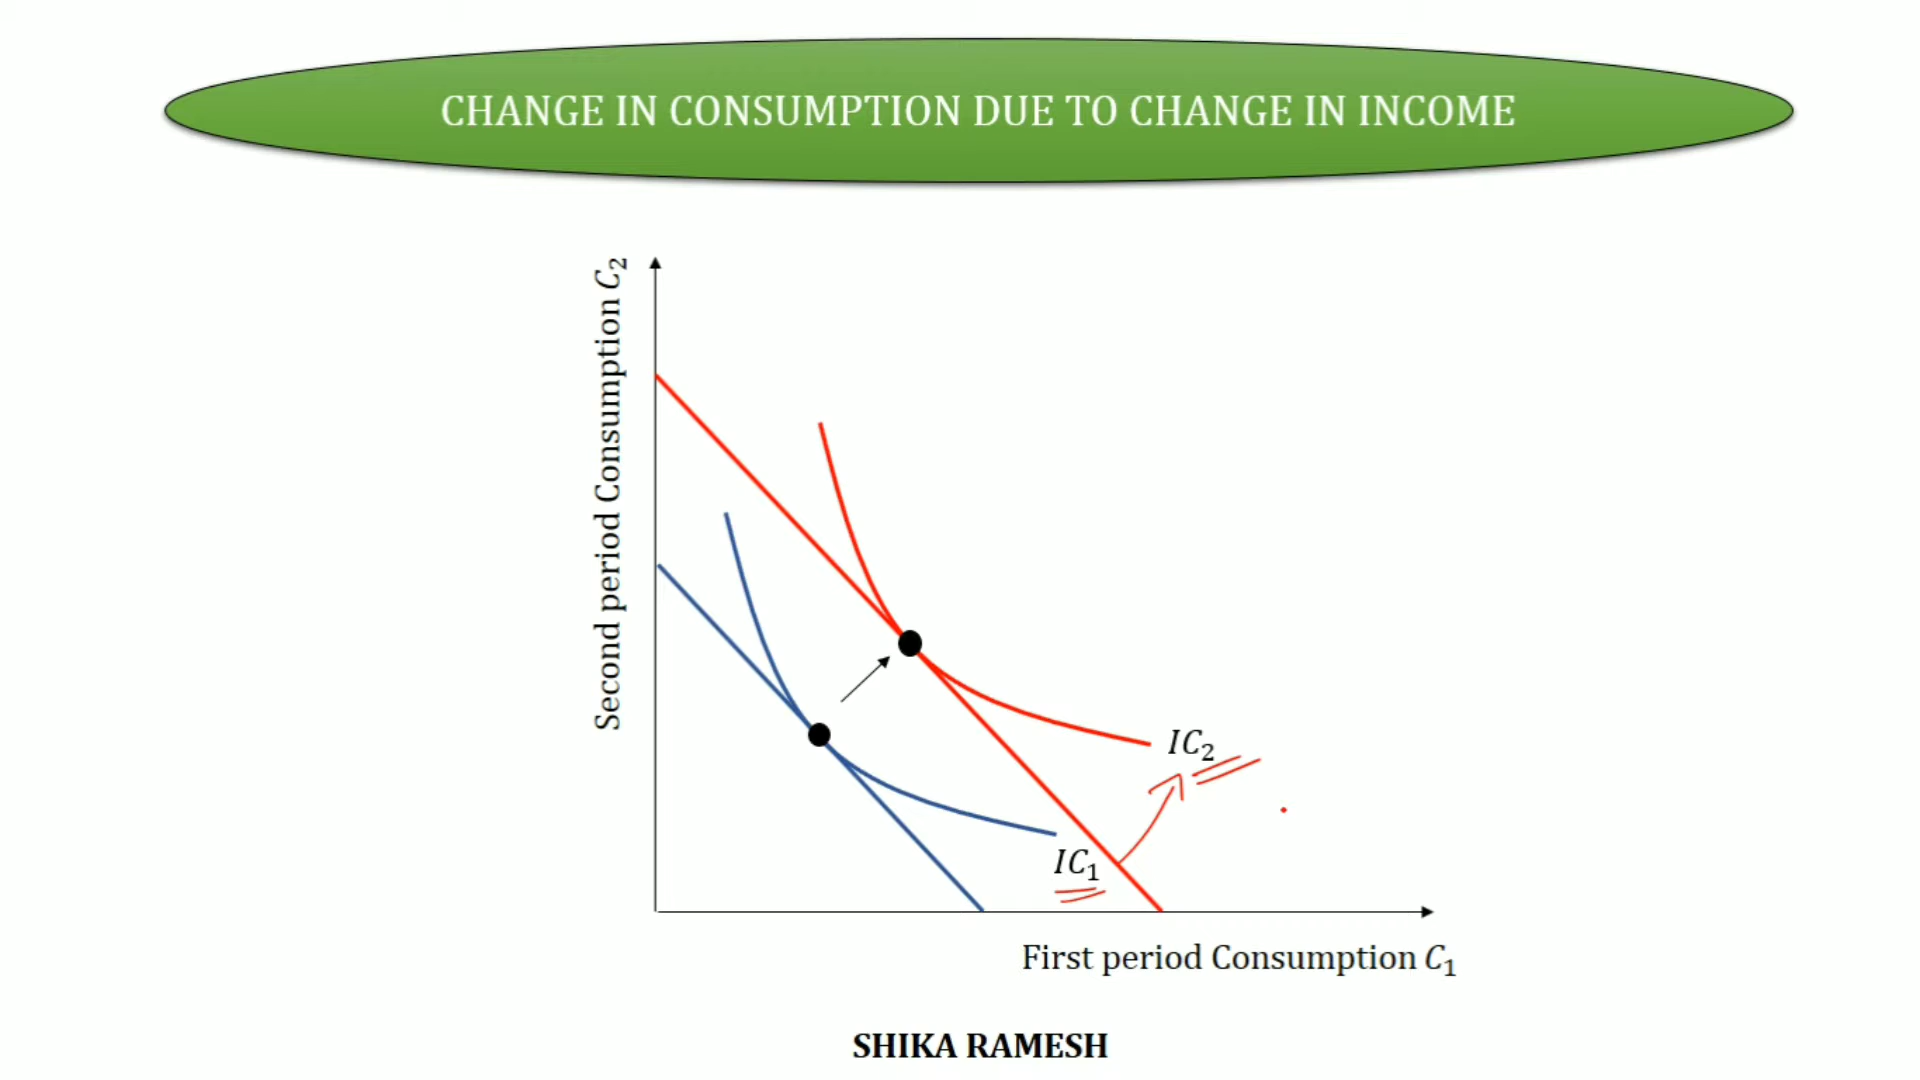 CHANGE IN CONSUMPTION DUE TO CHANGE IN INCOME
Second period Consumption C₂
IC₂
IC₁
First period Consumption C₁
SHIKA RAMESH